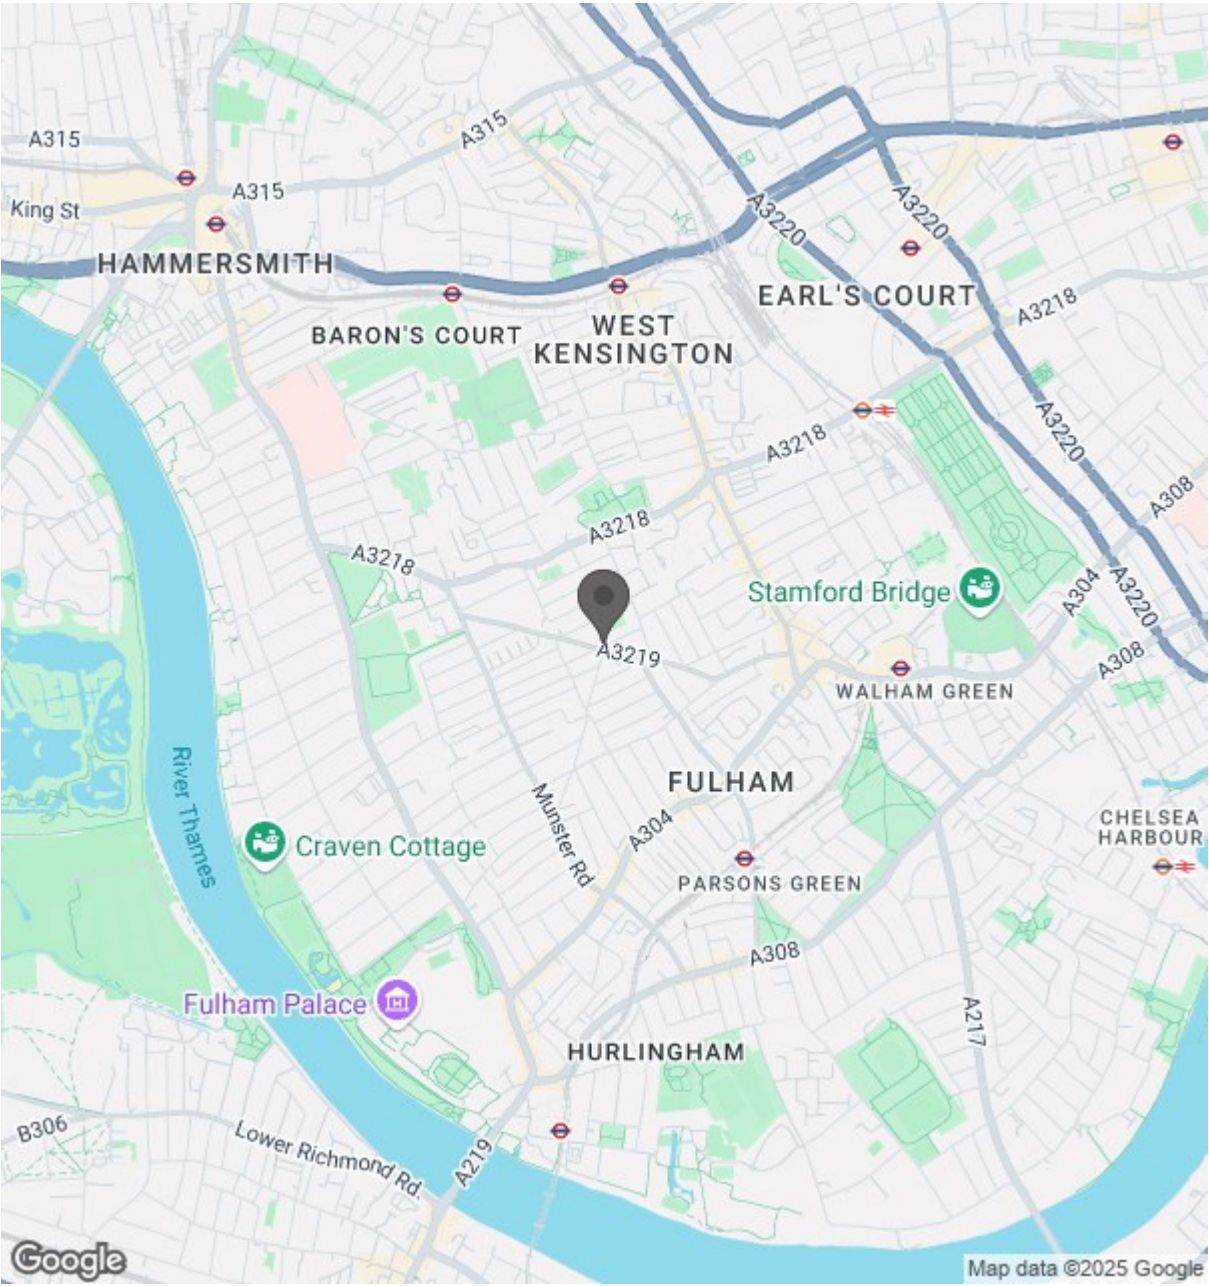 A315
A315
A315
King St
A3220
A3220
HAMMERSMITH
EARL'S COURT
A3218
BARON'S COURT
WEST
KENSINGTON
A3220
A3218
A308
A3218
A3218
Stamford Bridge
A304
A3220
A3219
A308
WALHAM GREEN
River Thames
FULHAM
Munster Rd
A304
CHELSEA
HARBOUR
Craven Cottage
PARSONS GREEN
A308
Fulham Palace
A217
HURLINGHAM
B306
Lower Richmond Rd.
A219
Google
Map data ©2025 Google